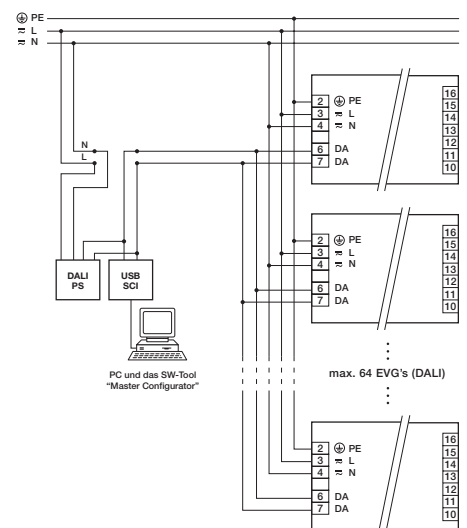 PE
L
N
N
L
DALI
PS
USB
SCI
PC und das SW-Tool
"Master Configurator"
2 PE
3 L
4 N
6 DA
7 DA
16
15
14
13
12
11
10
2 PE
3 L
4 N
6 DA
7 DA
16
15
14
13
12
11
10
max. 64 EVG's (DALI)
2 PE
3 L
4 N
6 DA
7 DA
16
15
14
13
12
11
10